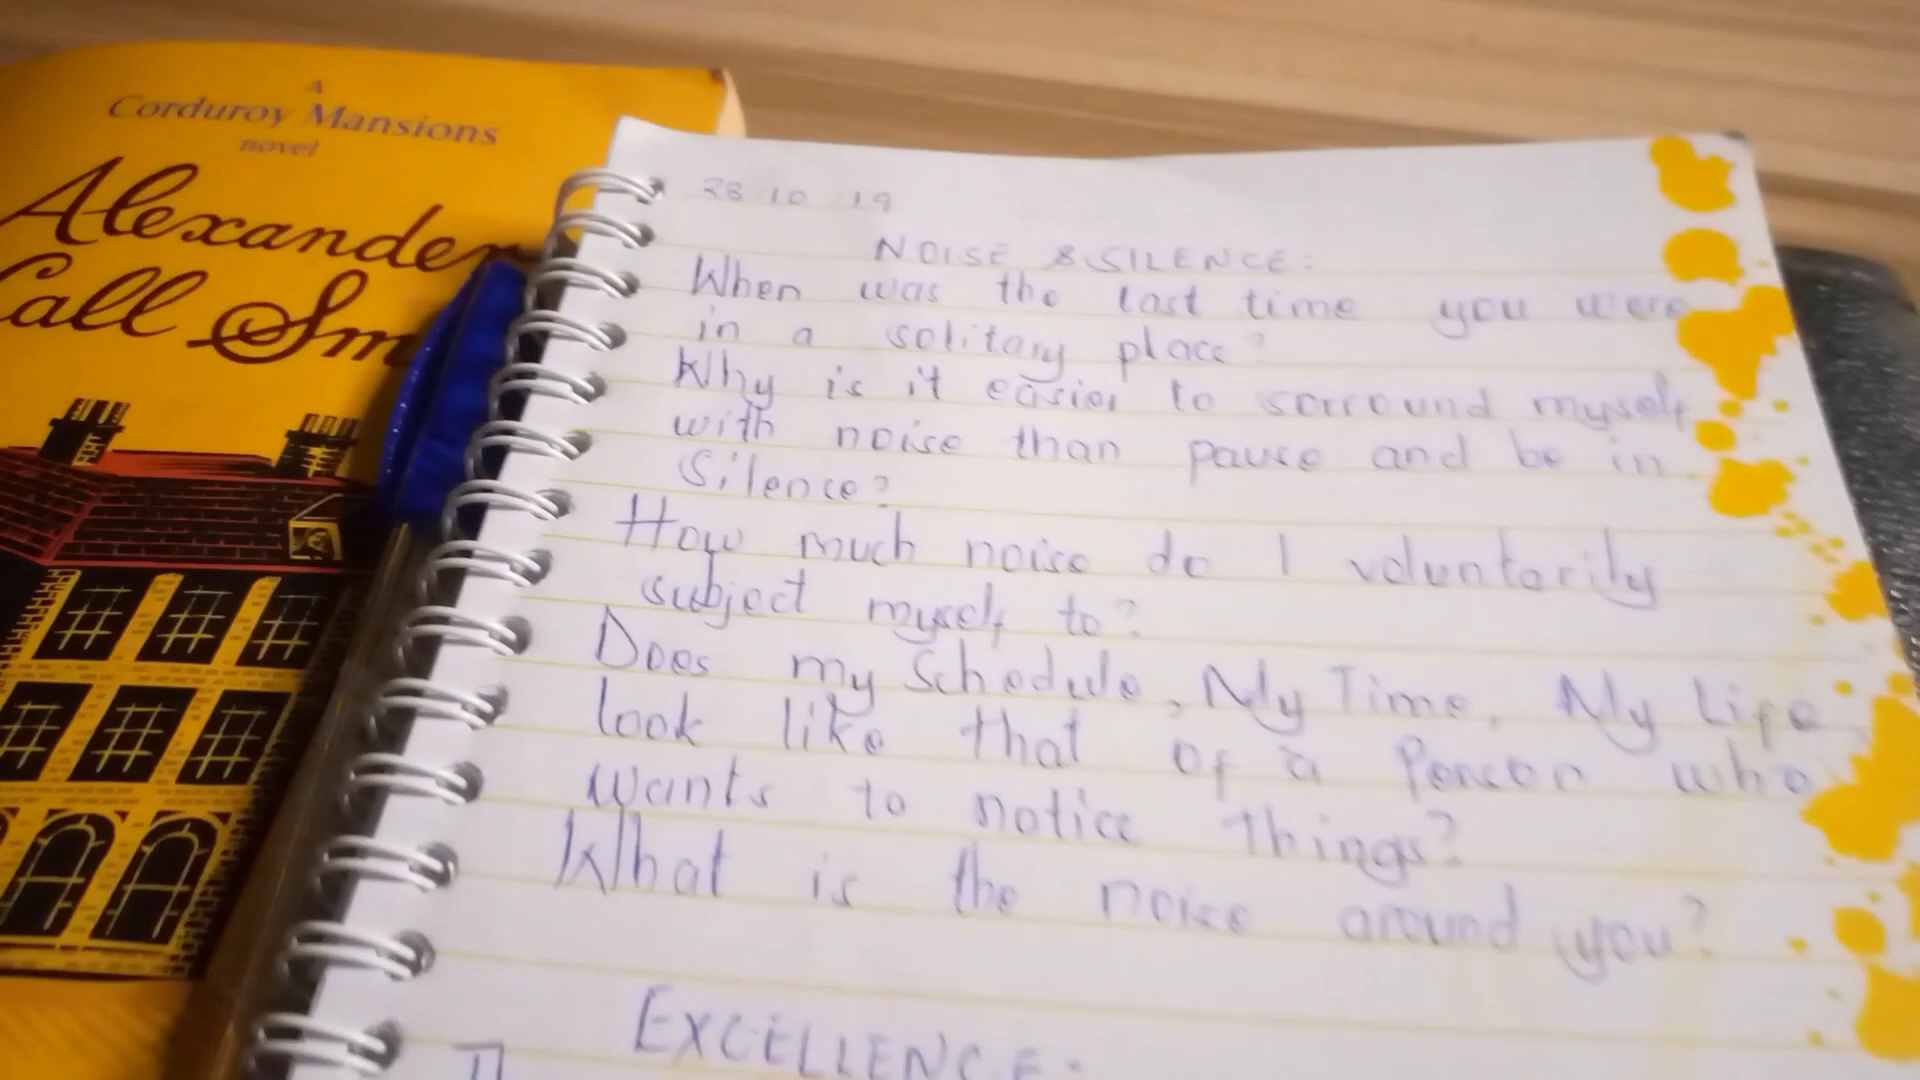 A
Corduroy Mansions
novel
Alexander
Call Sm
28 10 19
NOISE & SILENCE:
When was the last time you were
in a solitary place?
Why is it easier to sorround myself
with noise than pause and be in
Silence?
How much noise do I voluntarily
subject myself to?
Does my Schedule, My Time, My Life
look like that of a Person who
wants to notice things?
What is the noise around you?
EXCELLENCE: